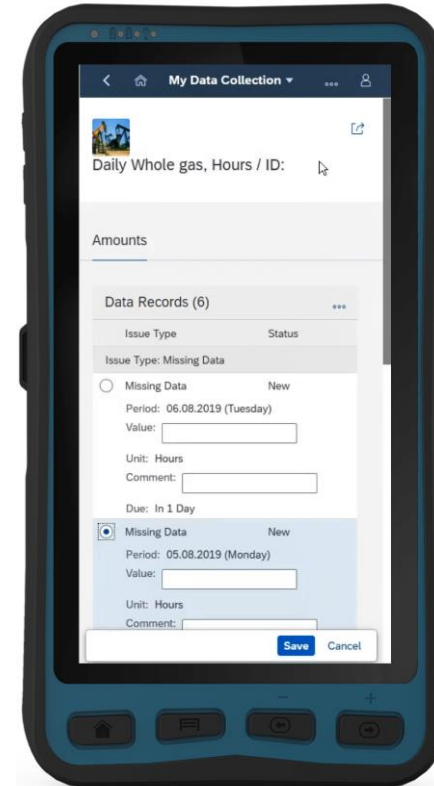 My Data Collection
Daily Whole gas, Hours / ID:
Amounts
Data Records (6)
Issue Type Status
Issue Type: Missing Data
Missing Data New
Period: 06.08.2019 (Tuesday)
Value:
Unit: Hours
Comment:
Due: In 1 Day
Missing Data New
Period: 05.08.2019 (Monday)
Value:
Unit: Hours
Comment:
Save Cancel